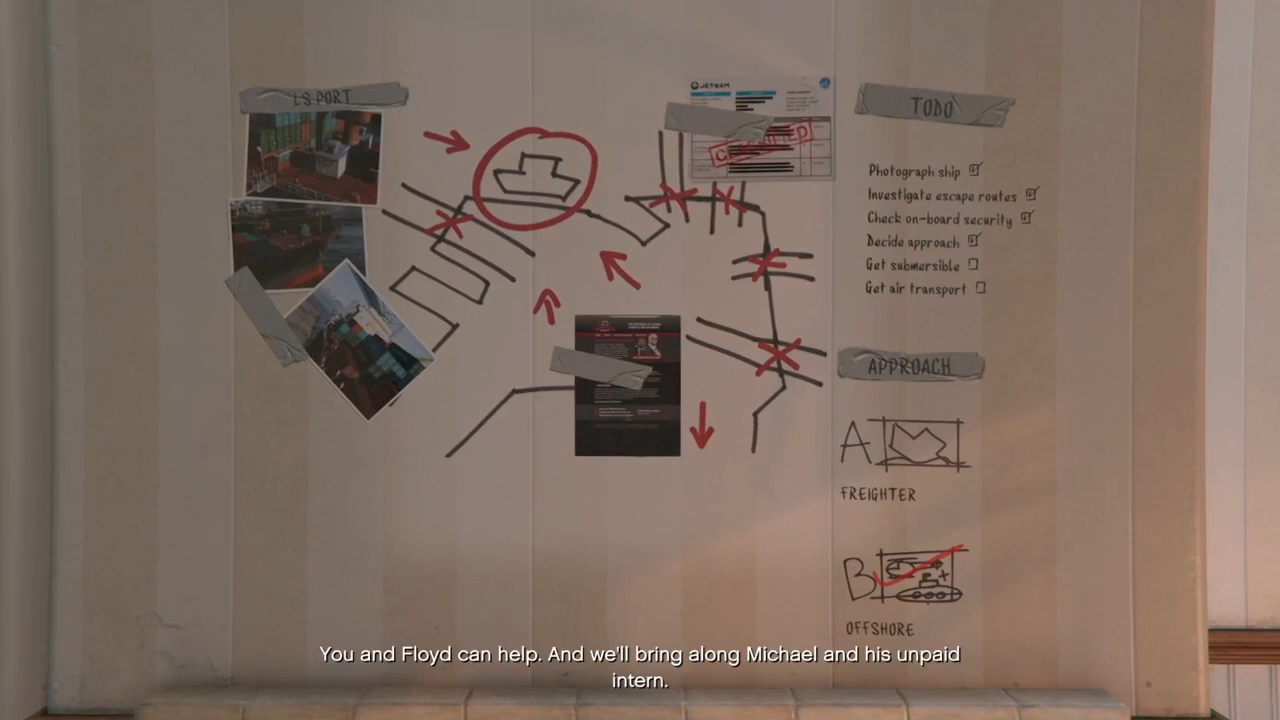 LS PORT
JETSAM
CLASSIFIED
TODO
Photograph ship
Investigate escape routes
Check on-board security
Decide approach
Get submersible
Get air transport
APPROACH
A
FREIGHTER
B
OFFSHORE
You and Floyd can help. And we'll bring along Michael and his unpaid
intern.